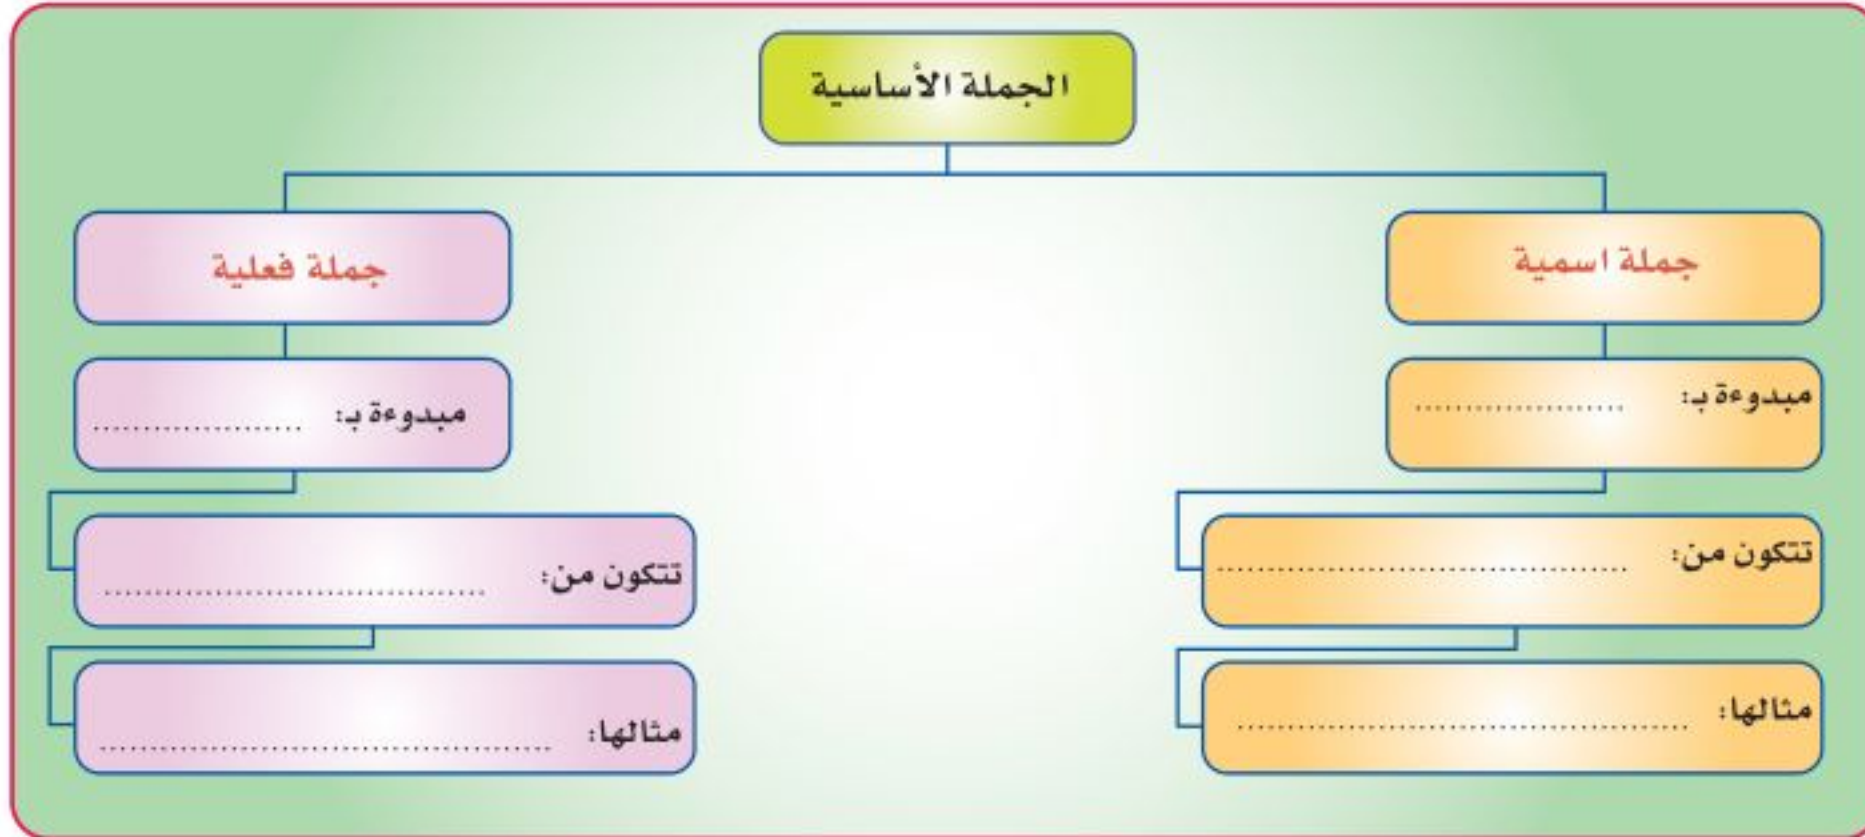 الجملة الأساسية
جملة اسمية
مبدوءة بـ: .....................
تتكون من: ..........................................
مثالها: ..............................................
جملة فعلية
مبدوءة بـ: .....................
تتكون من: .......................................
مثالها: ..............................................